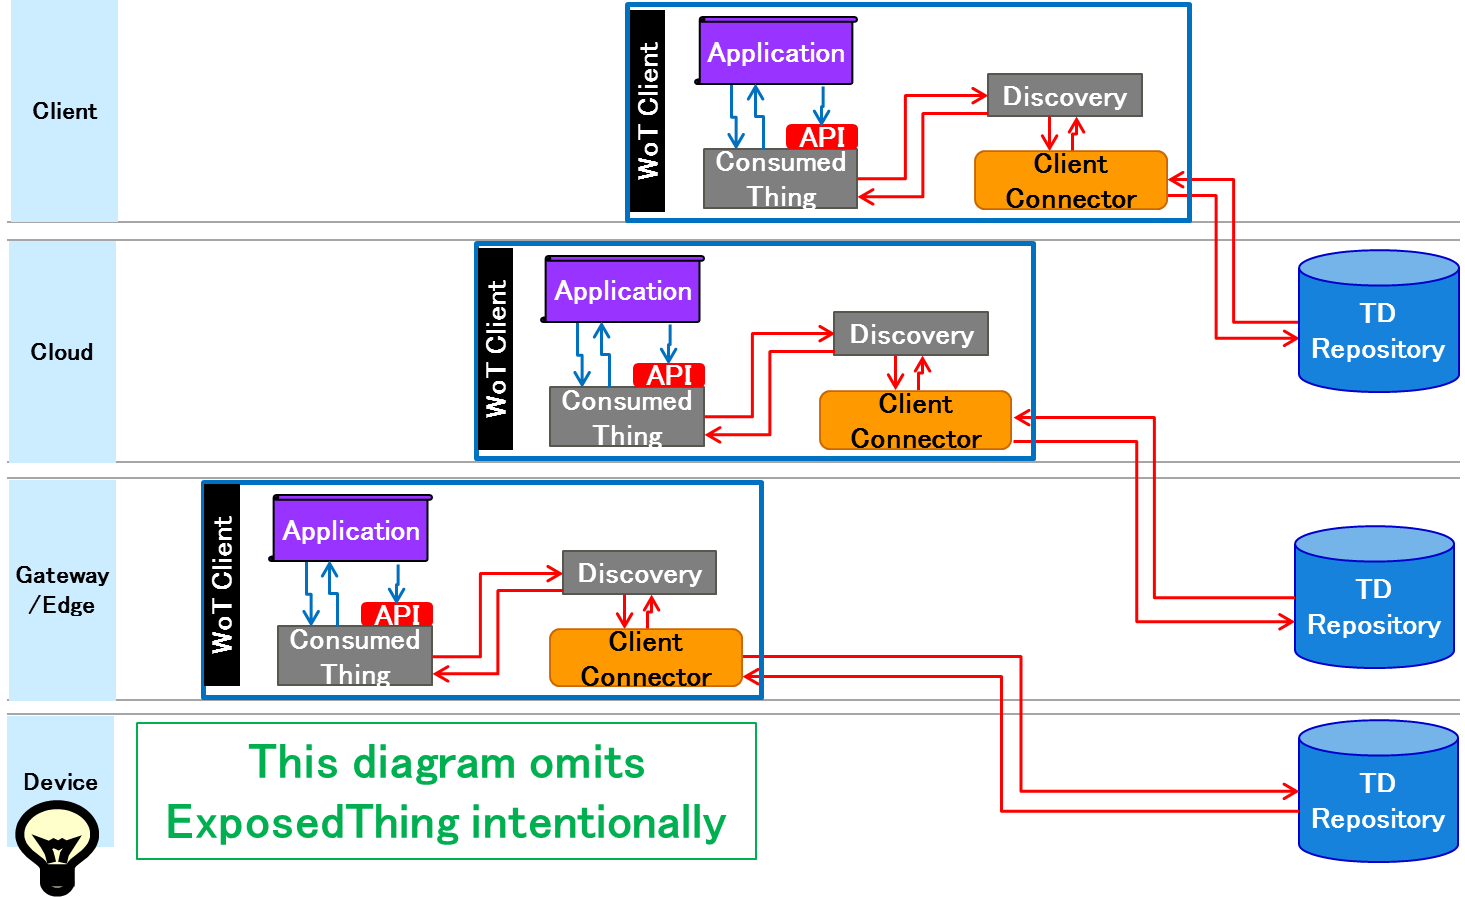 Client
WoT Client
Application
API
Consumed
Thing
Discovery
Client
Connector
Cloud
WoT Client
Application
API
Consumed
Thing
Discovery
Client
Connector
TD
Repository
Gateway
/Edge
WoT Client
Application
API
Consumed
Thing
Discovery
Client
Connector
TD
Repository
Device
This diagram omits
ExposedThing intentionally
TD
Repository